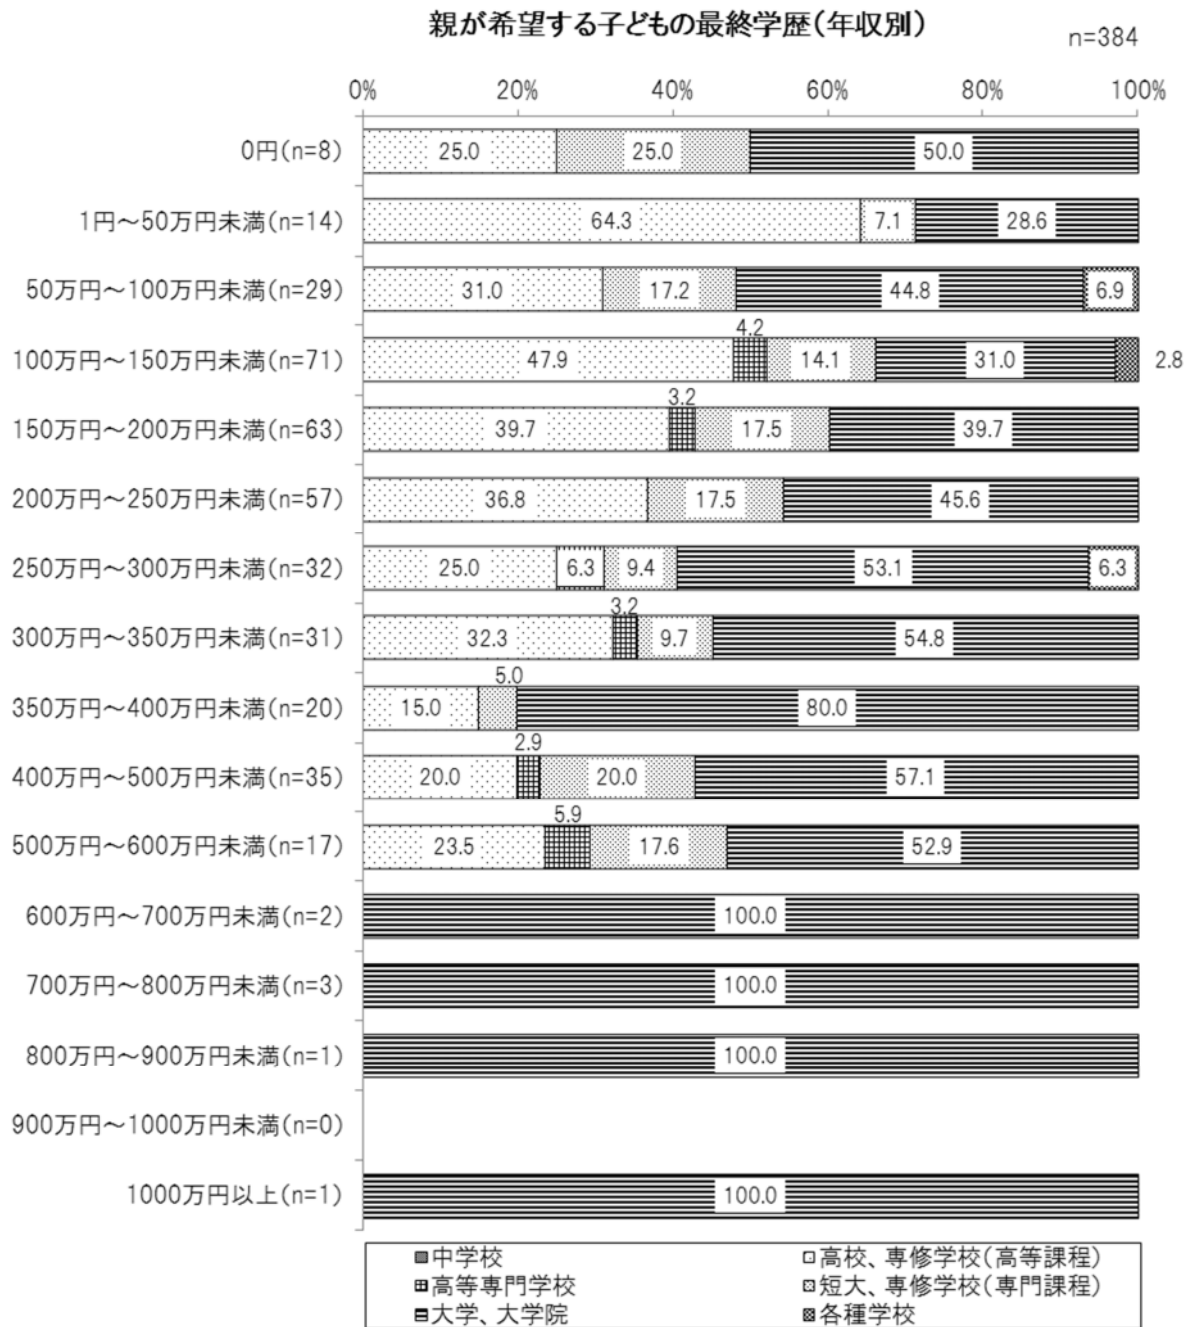 親が希望する子どもの最終学歴(年収別)
n=384
0% 20% 40% 60% 80% 100%
0円(n=8) 25.0 25.0 50.0
1円～50万円未満(n=14) 64.3 7.1 28.6
50万円～100万円未満(n=29) 31.0 17.2 44.8 6.9
100万円～150万円未満(n=71) 47.9 4.2 14.1 31.0 2.8
150万円～200万円未満(n=63) 39.7 3.2 17.5 39.7
200万円～250万円未満(n=57) 36.8 17.5 45.6
250万円～300万円未満(n=32) 25.0 6.3 9.4 53.1 6.3
300万円～350万円未満(n=31) 32.3 3.2 9.7 54.8
350万円～400万円未満(n=20) 15.0 5.0 80.0
400万円～500万円未満(n=35) 20.0 2.9 20.0 57.1
500万円～600万円未満(n=17) 23.5 5.9 17.6 52.9
600万円～700万円未満(n=2) 100.0
700万円～800万円未満(n=3) 100.0
800万円～900万円未満(n=1) 100.0
900万円～1000万円未満(n=0)
1000万円以上(n=1) 100.0
中学校 高校、専修学校(高等課程)
高等専門学校 短大、専修学校(専門課程)
大学、大学院 各種学校